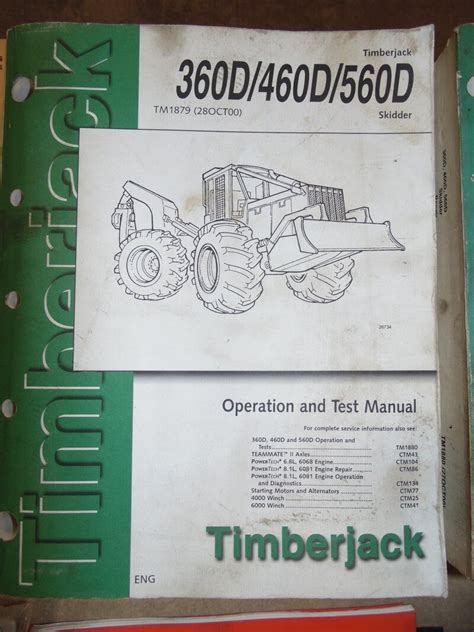 Timberjack
Timberjack
360D/460D/560D
TM1879 (28OCT00)
Skidder
Operation and Test Manual
For complete service information also see:
360D, 460D and 560D Operation and
Tests TM1880
TEAMMATE™ II Axles CTM43
POWERTECH® 6.8L, 6068 Engine CTM104
POWERTECH® 8.1L, 6081 Engine Repair CTM86
POWERTECH® 8.1L, 6081 Engine Operation
and Diagnostics CTM134
Starting Motors and Alternators CTM77
4000 Winch CTM25
6000 Winch CTM41
Timberjack
ENG